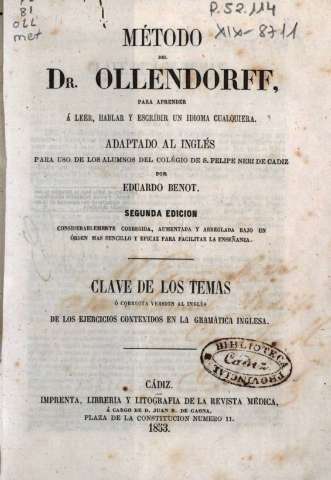 81
OLL
met
P. 52.114
XIX-8711
MÉTODO
DEL
DR. OLLENDORFF,
PARA APRENDER
Á LEER, HABLAR Y ESCRIBIR UN IDIOMA CUALQUIERA.
ADAPTADO AL INGLÉS
PARA USO DE LOS ALUMNOS DEL COLÉGIO DE S. FELIPE NERI DE CADIZ
POR
EDUARDO BENOT.
SEGUNDA EDICION
CONSIDERABLEMENTE CORREGIDA, AUMENTADA Y ARREGLADA BAJO UN
ÓRDEN MAS SENCILLO Y EFICAZ PARA FACILITAR LA ENSEÑANZA.
CLAVE DE LOS TEMAS
Ó CORRECTA VERSION AL INGLÉS
DE LOS EJERCICIOS CONTENIDOS EN LA GRAMÁTICA INGLESA.
BIBLIOTECA
Cadiz
PROVINCIAL
CÁDIZ.
IMPRENTA, LIBRERIA Y LITOGRAFIA DE LA REVISTA MÉDICA,
Á CARGO DE D. JUAN B. DE GAONA,
PLAZA DE LA CONSTITUCION NUMERO 11.
1853.